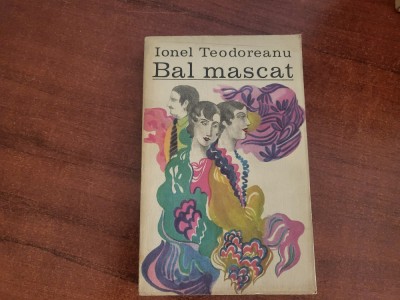 Ionel Teodoreanu
Bal mascat